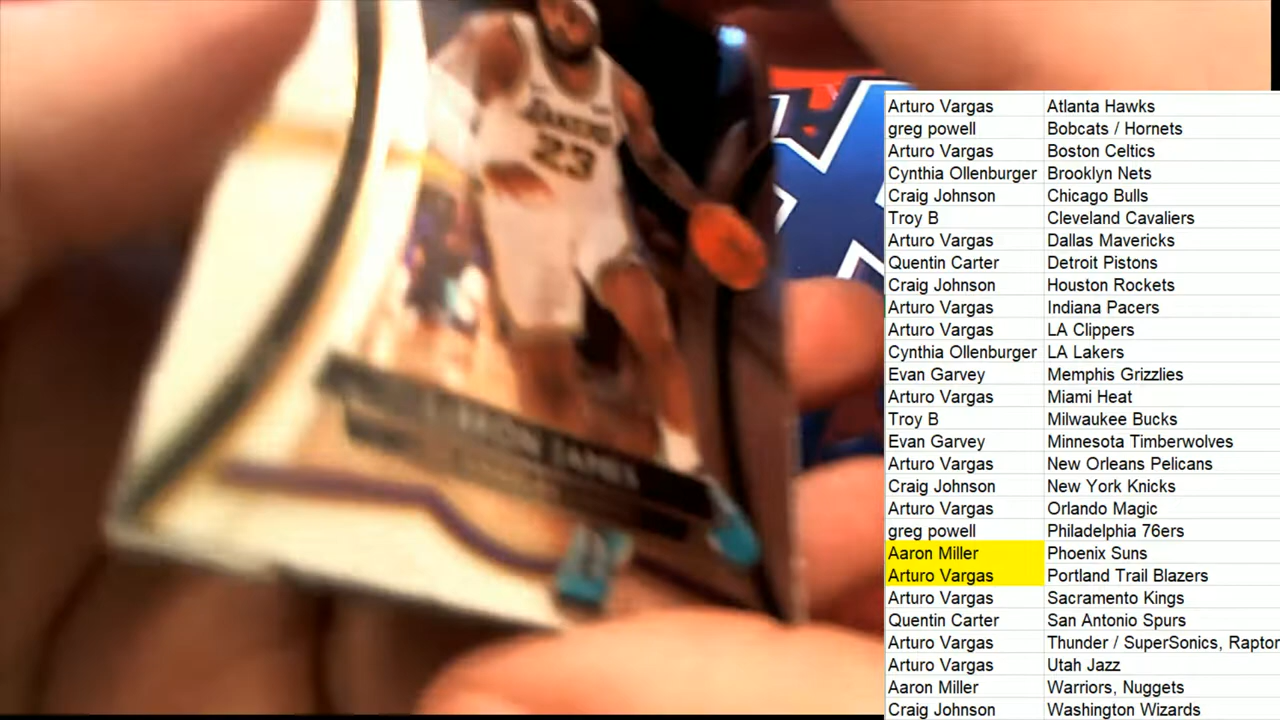 LAKERS
23
LEBRON JAMES
Arturo Vargas Atlanta Hawks
greg powell Bobcats / Hornets
Arturo Vargas Boston Celtics
Cynthia Ollenburger Brooklyn Nets
Craig Johnson Chicago Bulls
Troy B Cleveland Cavaliers
Arturo Vargas Dallas Mavericks
Quentin Carter Detroit Pistons
Craig Johnson Houston Rockets
Arturo Vargas Indiana Pacers
Arturo Vargas LA Clippers
Cynthia Ollenburger LA Lakers
Evan Garvey Memphis Grizzlies
Arturo Vargas Miami Heat
Troy B Milwaukee Bucks
Evan Garvey Minnesota Timberwolves
Arturo Vargas New Orleans Pelicans
Craig Johnson New York Knicks
Arturo Vargas Orlando Magic
greg powell Philadelphia 76ers
Aaron Miller Phoenix Suns
Arturo Vargas Portland Trail Blazers
Arturo Vargas Sacramento Kings
Quentin Carter San Antonio Spurs
Arturo Vargas Thunder / SuperSonics, Raptor
Arturo Vargas Utah Jazz
Aaron Miller Warriors, Nuggets
Craig Johnson Washington Wizards